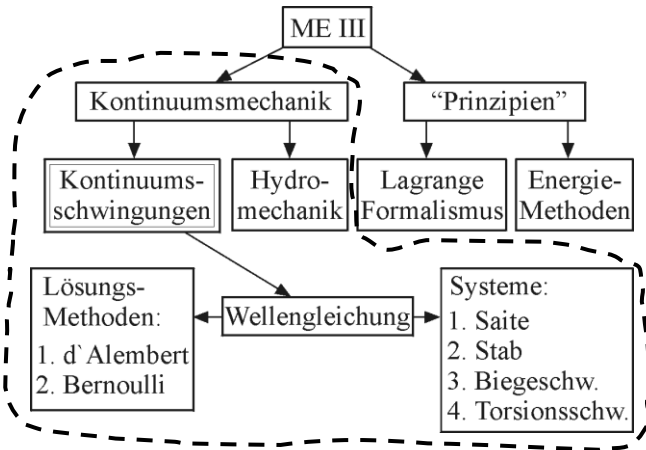 ME III
Kontinuumsmechanik
“Prinzipien”
Kontinuums-
schwingungen
Hydro-
mechanik
Lagrange
Formalismus
Energie-
Methoden
Lösungs-
Methoden:
1. d`Alembert
2. Bernoulli
Wellengleichung
Systeme:
1. Saite
2. Stab
3. Biegeschw.
4. Torsionsschw.